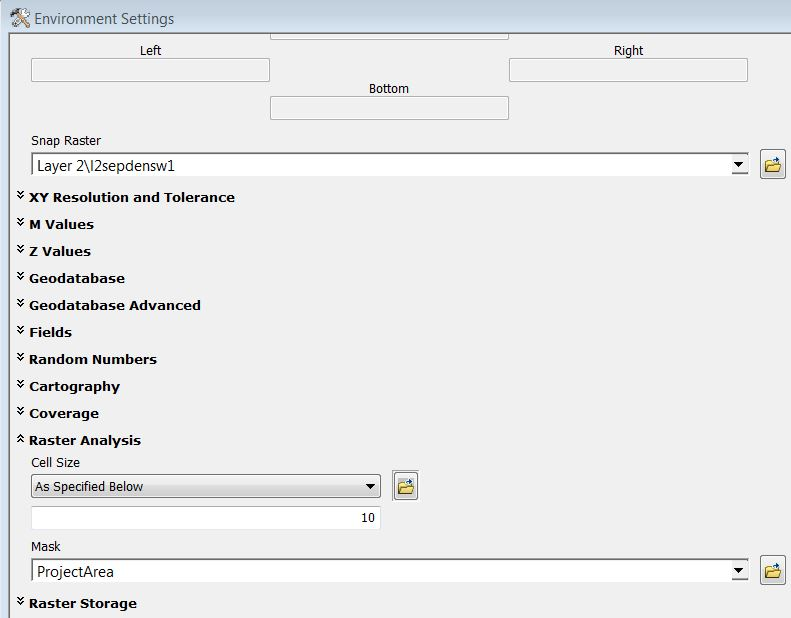 Environment Settings
Left
Right
Bottom
Snap Raster
Layer 2\l2sepdensw1
XY Resolution and Tolerance
M Values
Z Values
Geodatabase
Geodatabase Advanced
Fields
Random Numbers
Cartography
Coverage
Raster Analysis
Cell Size
As Specified Below
10
Mask
ProjectArea
Raster Storage